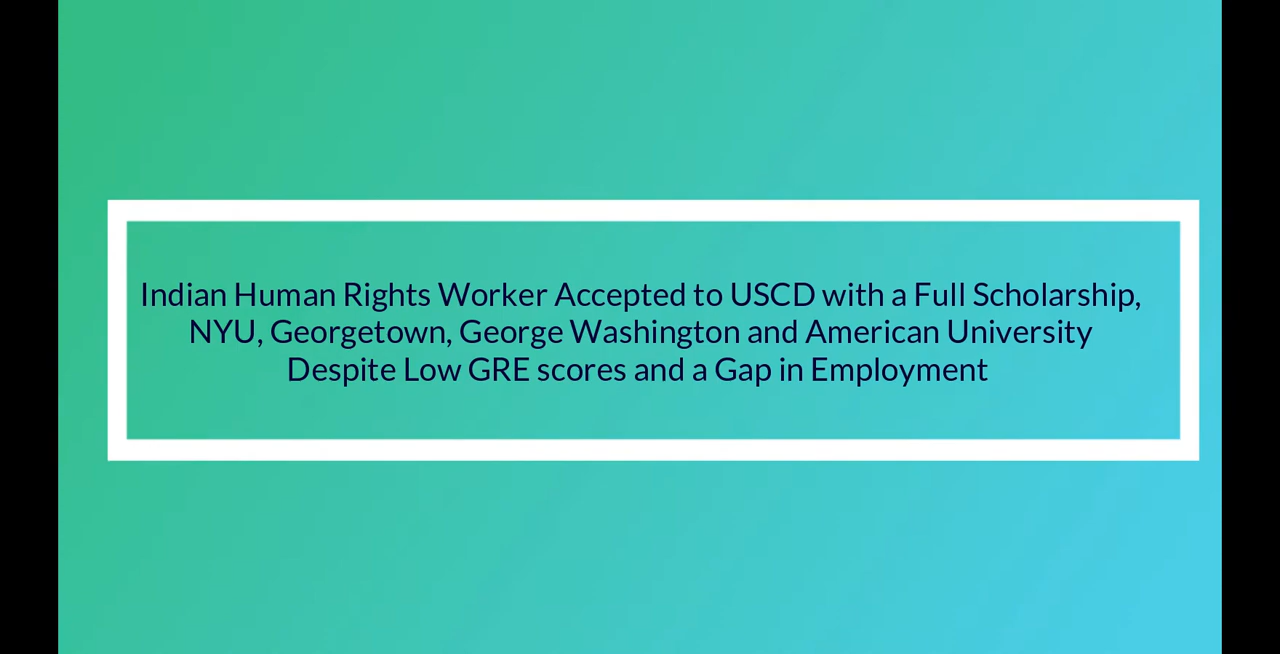 Indian Human Rights Worker Accepted to USCD with a Full Scholarship,
NYU, Georgetown, George Washington and American University
Despite Low GRE scores and a Gap in Employment